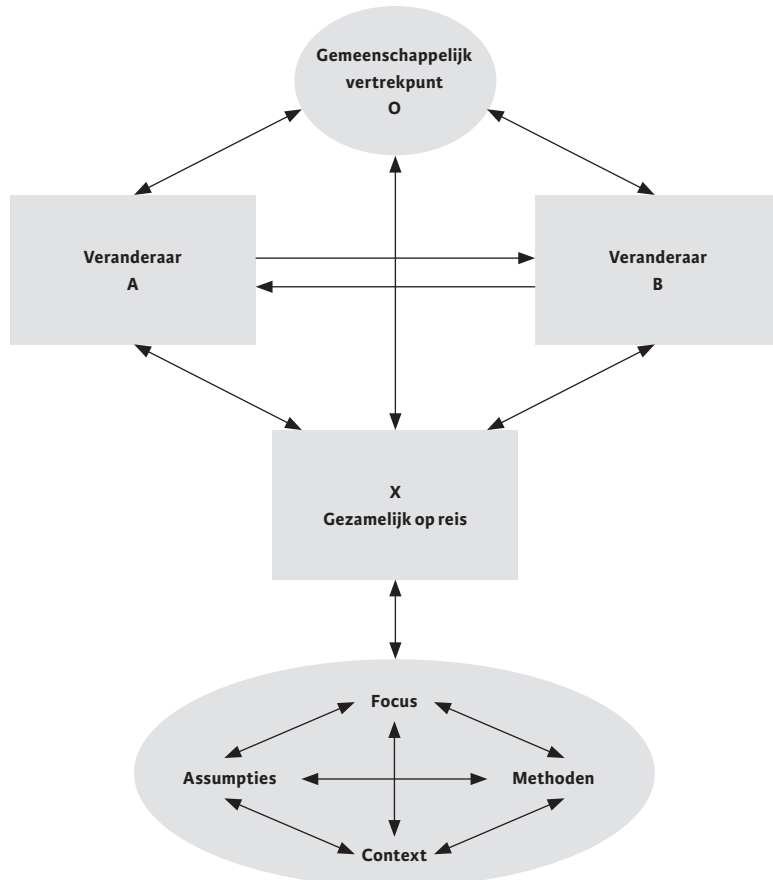 Gemeenschappelijk
vertrekpunt
O
Veranderaar
A
Veranderaar
B
X
Gezamelijk op reis
Focus
Assumpties
Methoden
Context